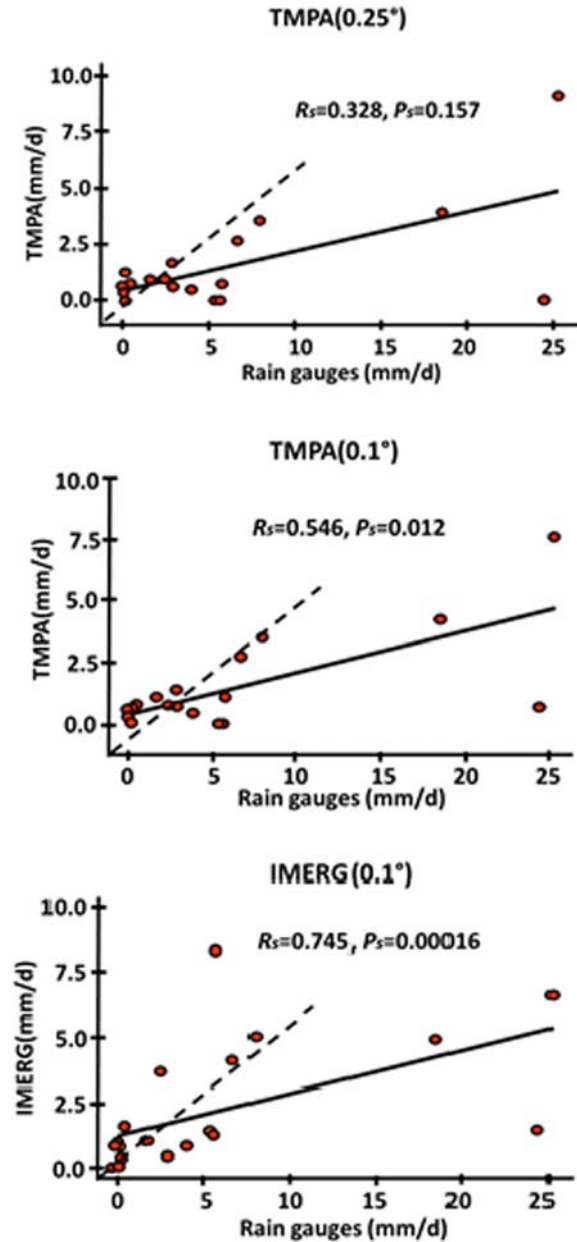 TMPA(0.25°)
10.0
7.5
5.0
2.5
0.0
TMPA(mm/d)
Rs=0.328, Ps=0.157
0 5 10 15 20 25
Rain gauges (mm/d)
TMPA(0.1°)
10.0
7.5
5.0
2.5
0.0
TMPA(mm/d)
Rs=0.546, Ps=0.012
0 5 10 15 20 25
Rain gauges (mm/d)
IMERG(0.1°)
10.0
7.5
5.0
2.5
0.0
IMERG(mm/d)
Rs=0.745, Ps=0.00016
0 5 10 15 20 25
Rain gauges (mm/d)